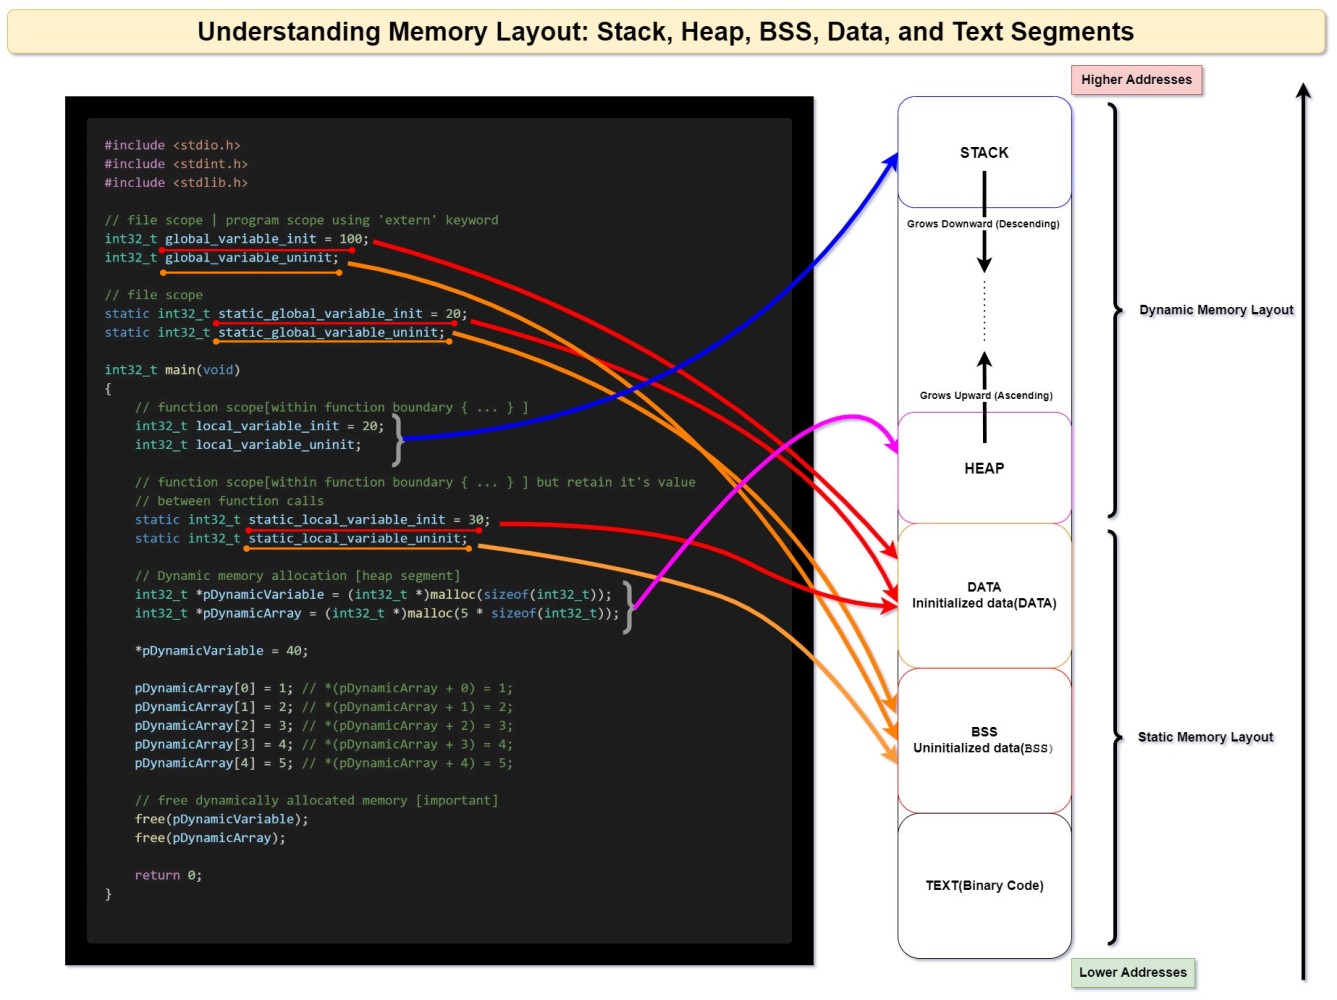 Understanding Memory Layout: Stack, Heap, BSS, Data, and Text Segments
#include <stdio.h>
#include <stdint.h>
#include <stdlib.h>
// file scope | program scope using 'extern' keyword
int32_t global_variable_init = 100;
int32_t global_variable_uninit;
// file scope
static int32_t static_global_variable_init = 20;
static int32_t static_global_variable_uninit;
int32_t main(void)
{
// function scope[within function boundary { ... } ]
int32_t local_variable_init = 20;
int32_t local_variable_uninit;
// function scope[within function boundary { ... } ] but retain it's value
// between function calls
static int32_t static_local_variable_init = 30;
static int32_t static_local_variable_uninit;
// Dynamic memory allocation [heap segment]
int32_t *pDynamicVariable = (int32_t *)malloc(sizeof(int32_t));
int32_t *pDynamicArray = (int32_t *)malloc(5 * sizeof(int32_t));
*pDynamicVariable = 40;
pDynamicArray[0] = 1; // *(pDynamicArray + 0) = 1;
pDynamicArray[1] = 2; // *(pDynamicArray + 1) = 2;
pDynamicArray[2] = 3; // *(pDynamicArray + 2) = 3;
pDynamicArray[3] = 4; // *(pDynamicArray + 3) = 4;
pDynamicArray[4] = 5; // *(pDynamicArray + 4) = 5;
// free dynamically allocated memory [important]
free(pDynamicVariable);
free(pDynamicArray);
return 0;
}
Higher Addresses
STACK
Grows Downward (Descending)
Dynamic Memory Layout
Grows Upward (Ascending)
HEAP
DATA
Ininitialized data(DATA)
BSS
Uninitialized data(BSS)
Static Memory Layout
TEXT(Binary Code)
Lower Addresses